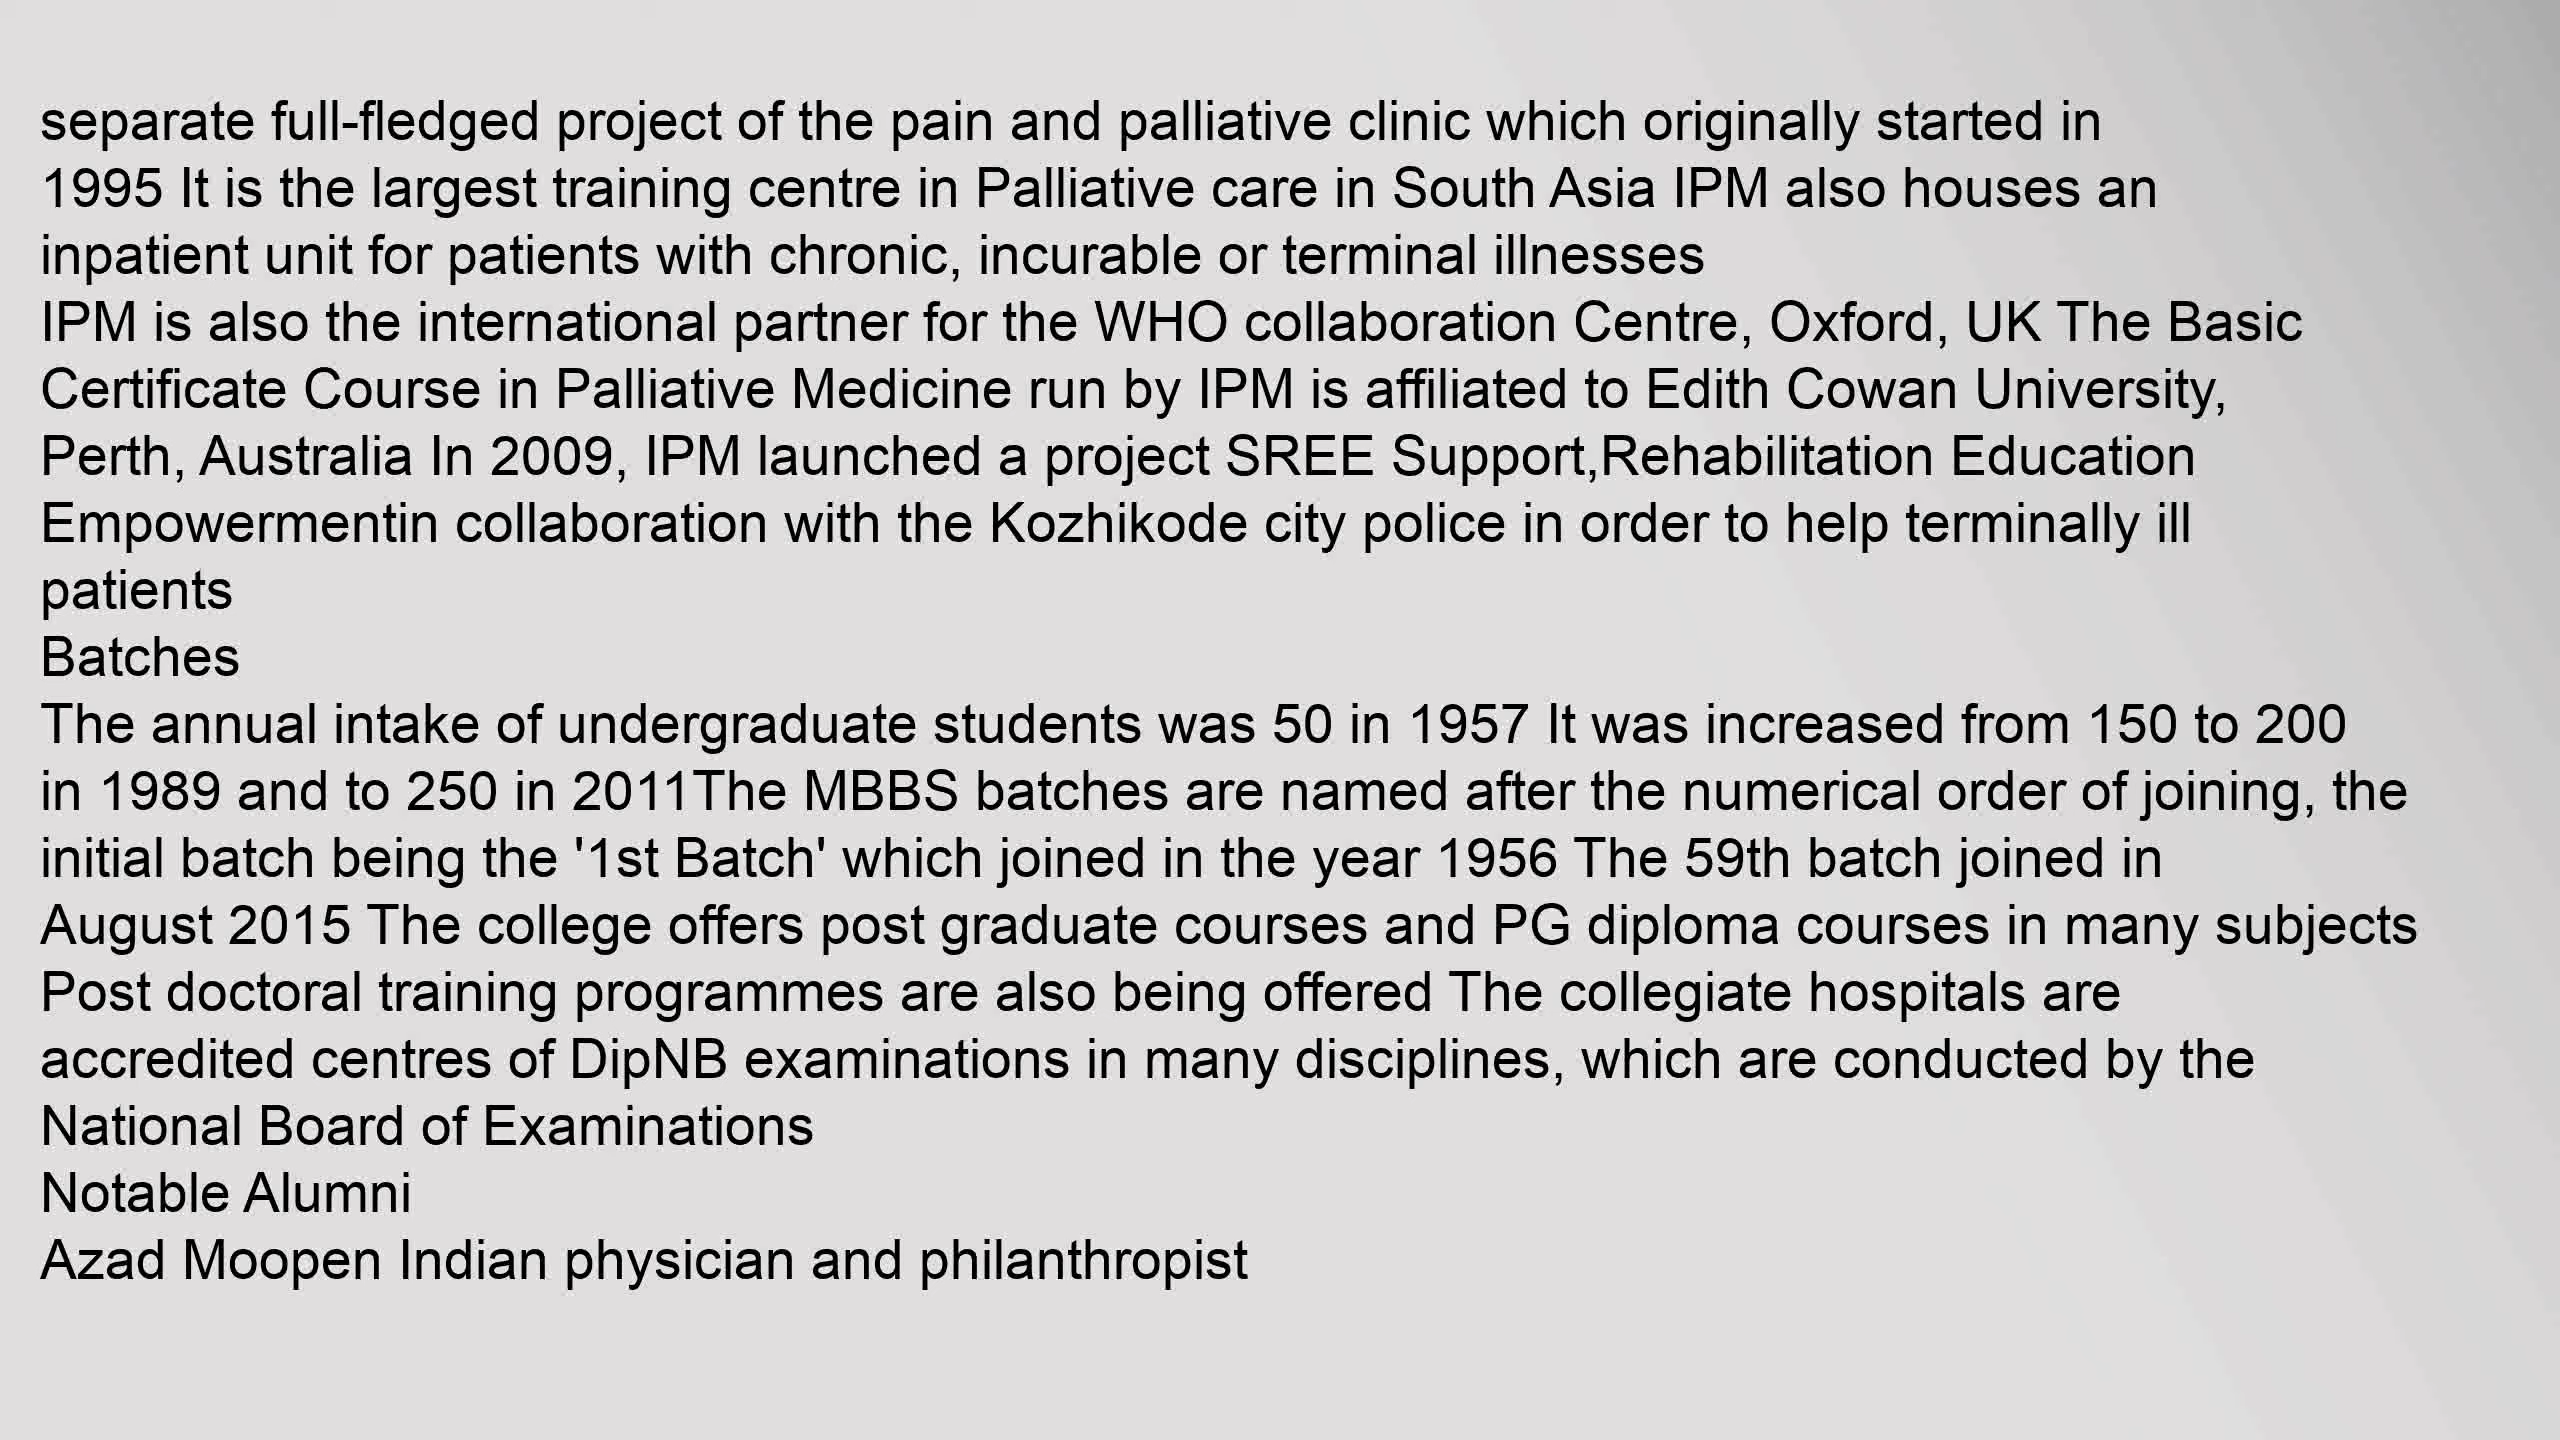 separate full-fledged project of the pain and palliative clinic which originally started in
1995 It is the largest training centre in Palliative care in South Asia IPM also houses an
inpatient unit for patients with chronic, incurable or terminal illnesses
IPM is also the international partner for the WHO collaboration Centre, Oxford, UK The Basic
Certificate Course in Palliative Medicine run by IPM is affiliated to Edith Cowan University,
Perth, Australia In 2009, IPM launched a project SREE Support,Rehabilitation Education
Empowermentin collaboration with the Kozhikode city police in order to help terminally ill
patients
Batches
The annual intake of undergraduate students was 50 in 1957 It was increased from 150 to 200
in 1989 and to 250 in 2011The MBBS batches are named after the numerical order of joining, the
initial batch being the '1st Batch' which joined in the year 1956 The 59th batch joined in
August 2015 The college offers post graduate courses and PG diploma courses in many subjects
Post doctoral training programmes are also being offered The collegiate hospitals are
accredited centres of DipNB examinations in many disciplines, which are conducted by the
National Board of Examinations
Notable Alumni
Azad Moopen Indian physician and philanthropist